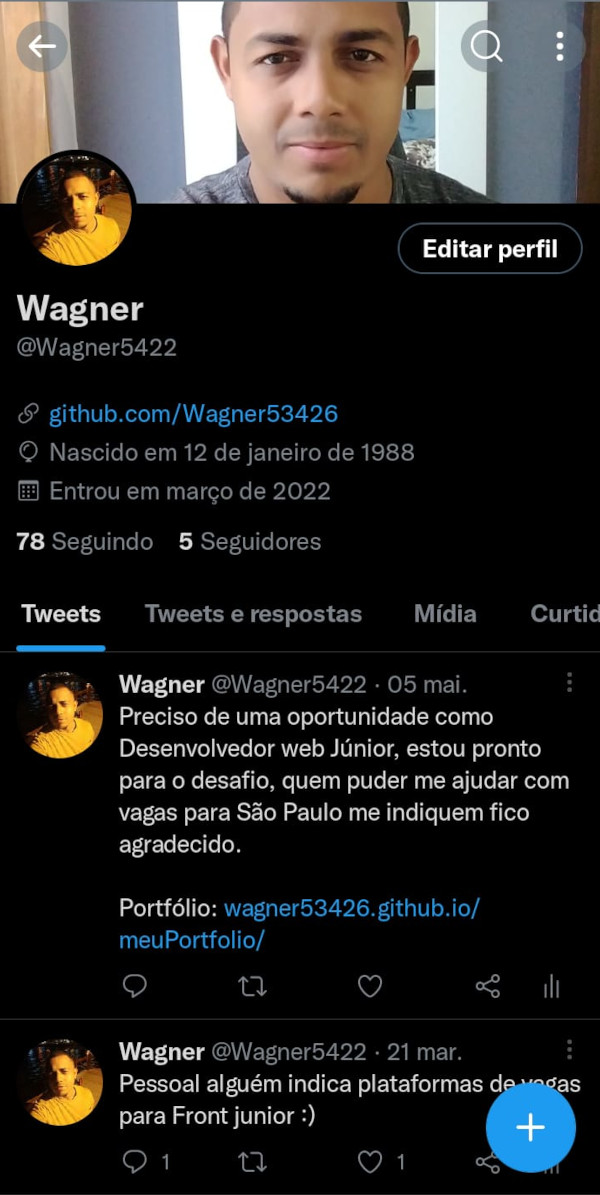 Editar perfil
Wagner
@Wagner5422
github.com/Wagner53426
Nascido em 12 de janeiro de 1988
Entrou em março de 2022
78 Seguindo 5 Seguidores
Tweets Tweets e respostas Mídia Curtid
Wagner @Wagner5422 · 05 mai.
Preciso de uma oportunidade como
Desenvolvedor web Júnior, estou pronto
para o desafio, quem puder me ajudar com
vagas para São Paulo me indiquem fico
agradecido.
Portfólio: wagner53426.github.io/
meuPortfolio/
Wagner @Wagner5422 · 21 mar.
Pessoal alguém indica plataformas de vagas
para Front junior :)
1 1